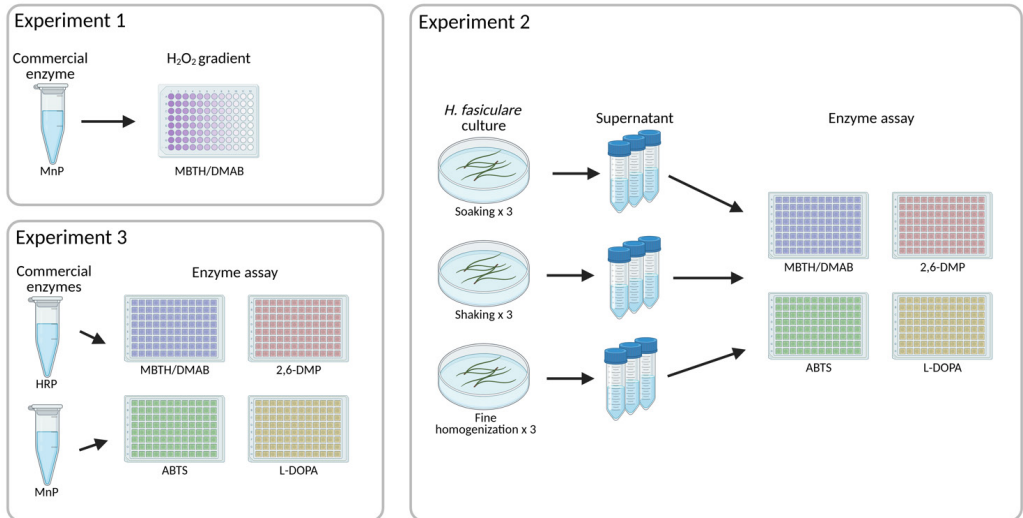 Experiment 1
Commercial
enzyme
H₂O₂ gradient
MnP
MBTH/DMAB
Experiment 3
Commercial
enzymes
Enzyme assay
HRP
MBTH/DMAB
2,6-DMP
MnP
ABTS
L-DOPA
Experiment 2
H. fasiculare
culture
Supernatant
Enzyme assay
Soaking x 3
Shaking x 3
Fine
homogenization x 3
MBTH/DMAB
2,6-DMP
ABTS
L-DOPA